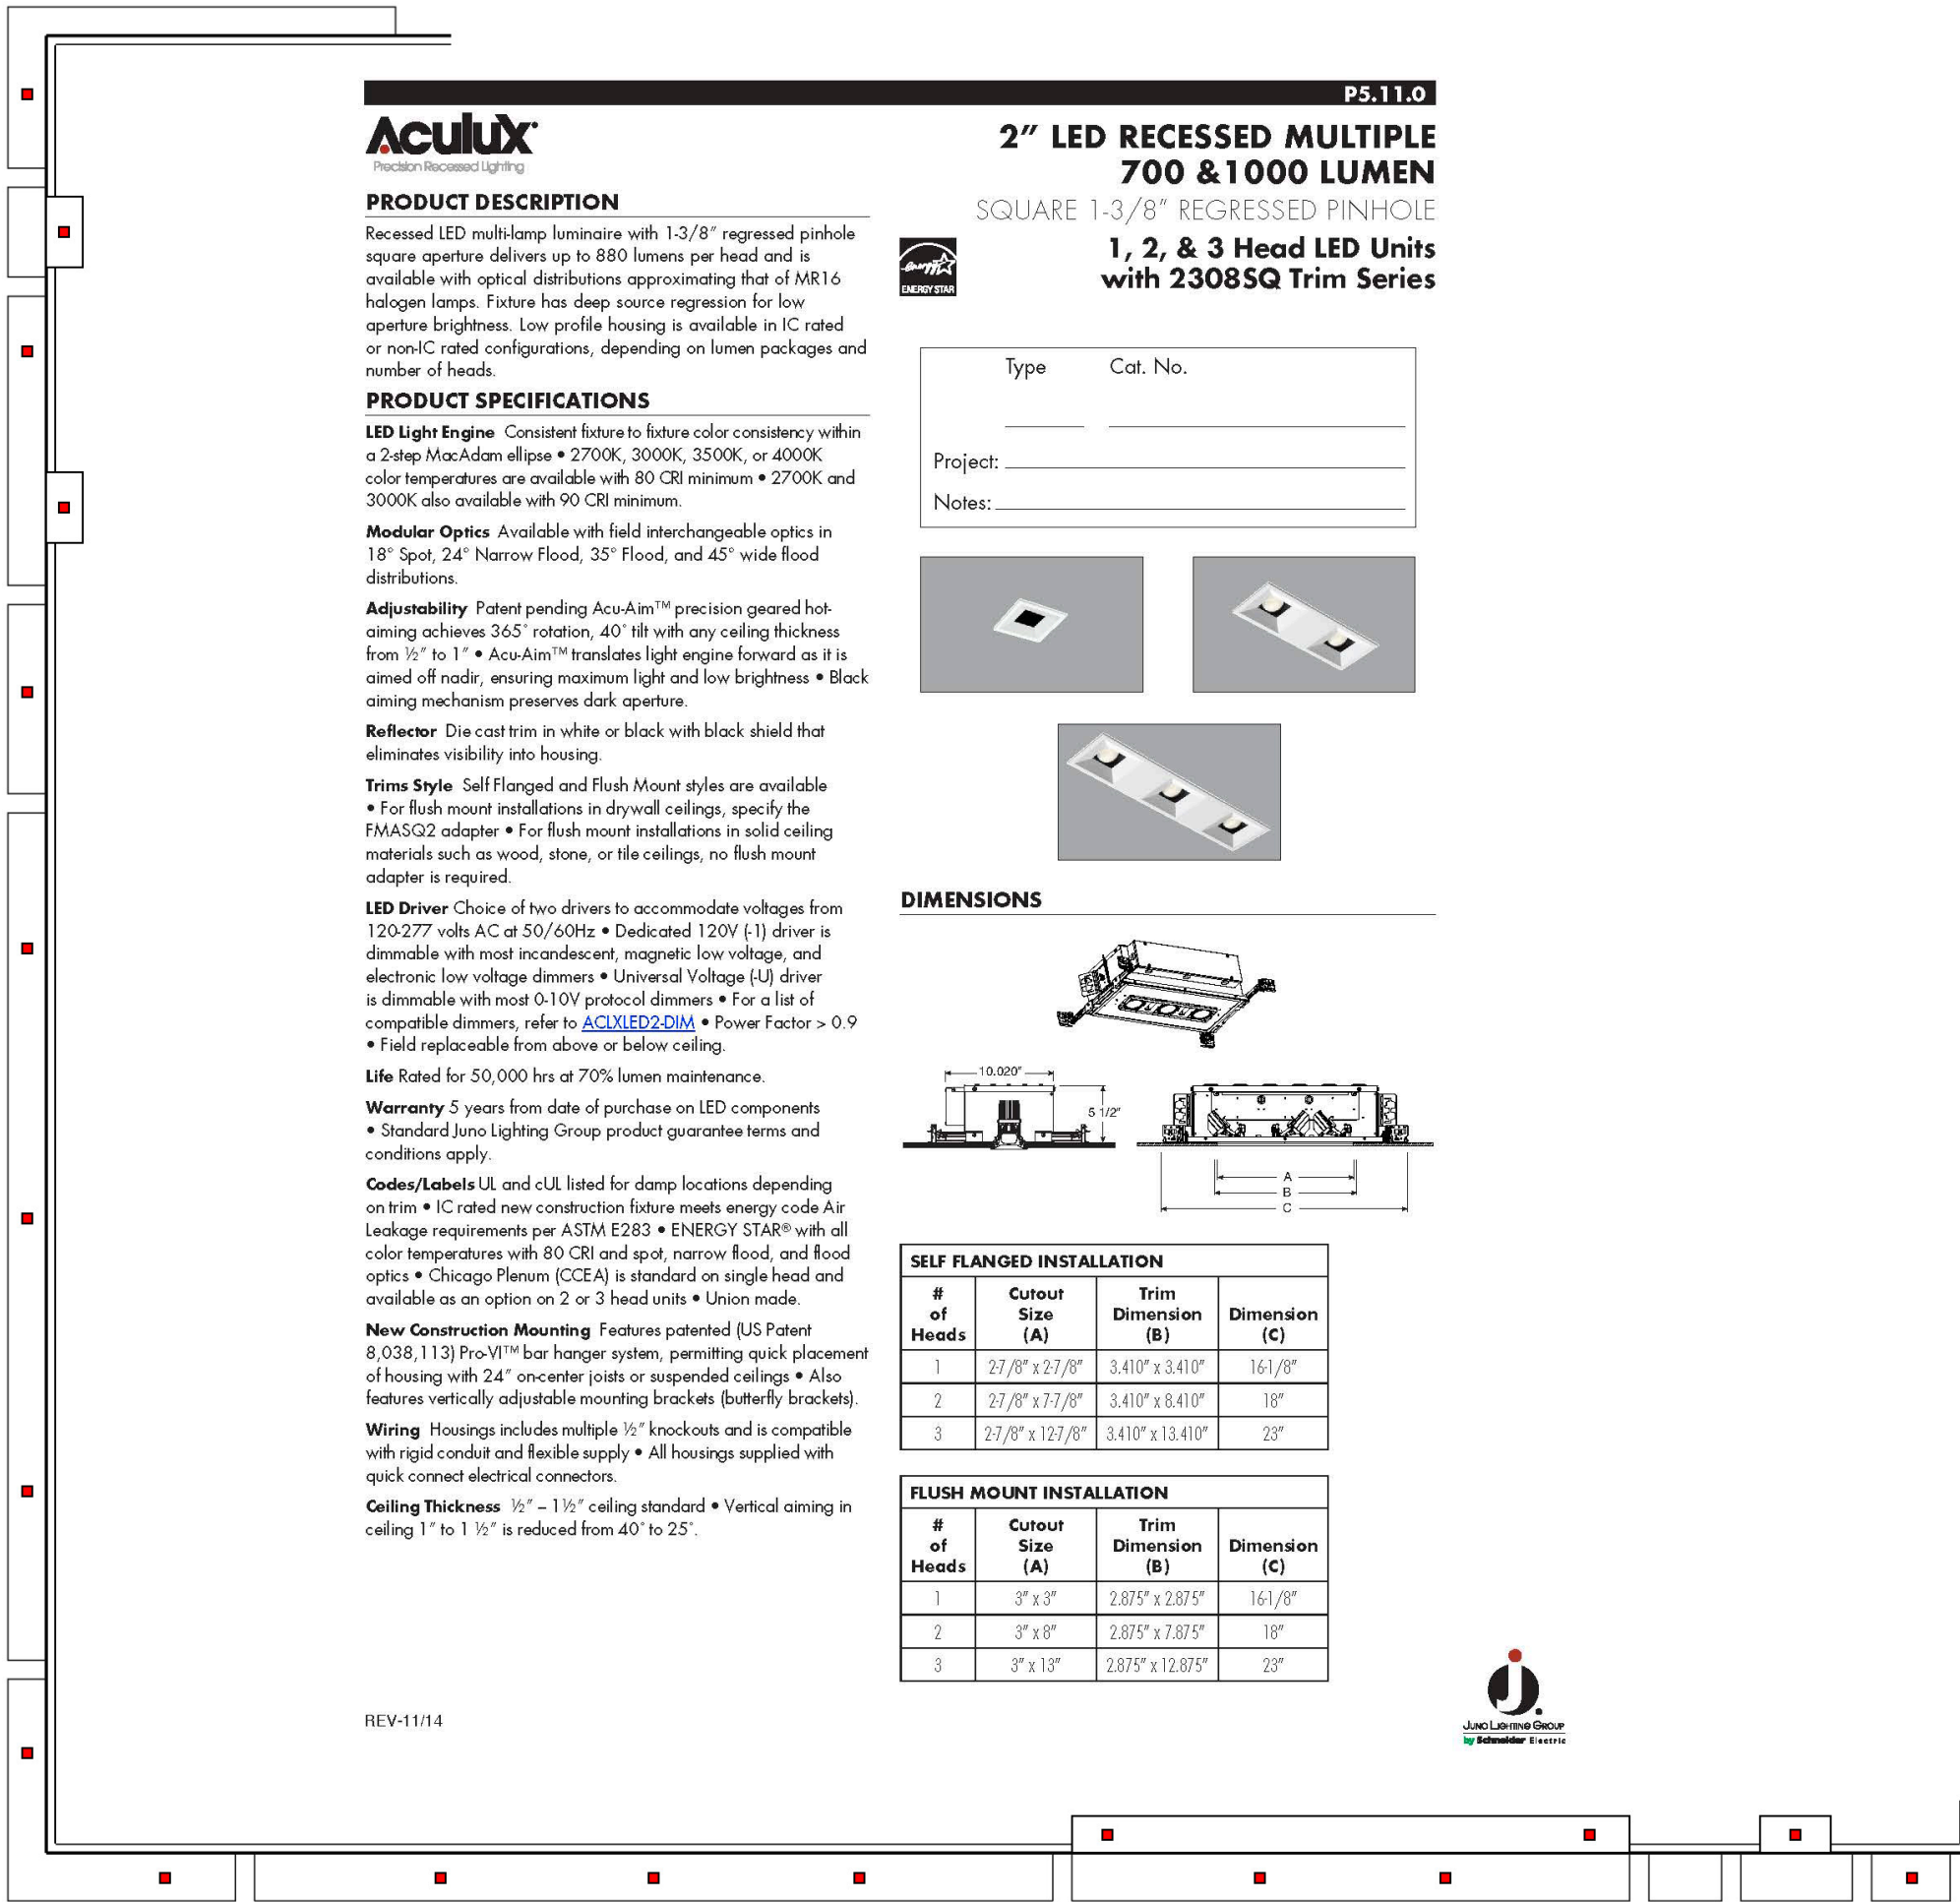 P5.11.0
Aculux
Precision Recessed Lighting
2" LED RECESSED MULTIPLE
700 &1000 LUMEN
SQUARE 1-3/8" REGRESSED PINHOLE
1, 2, & 3 Head LED Units
with 2308SQ Trim Series
energy
ENERGY STAR
PRODUCT DESCRIPTION
Recessed LED multi-lamp luminaire with 1-3/8" regressed pinhole
square aperture delivers up to 880 lumens per head and is
available with optical distributions approximating that of MR16
halogen lamps. Fixture has deep source regression for low
aperture brightness. Low profile housing is available in IC rated
or non-IC rated configurations, depending on lumen packages and
number of heads.
PRODUCT SPECIFICATIONS
LED Light Engine Consistent fixture to fixture color consistency within
a 2-step MacAdam ellipse • 2700K, 3000K, 3500K, or 4000K
color temperatures are available with 80 CRI minimum • 2700K and
3000K also available with 90 CRI minimum.
Modular Optics Available with field interchangeable optics in
18° Spot, 24° Narrow Flood, 35° Flood, and 45° wide flood
distributions.
Adjustability Patent pending Acu-Aim™ precision geared hot-
aiming achieves 365˚ rotation, 40˚ tilt with any ceiling thickness
from ½" to 1" • Acu-Aim™ translates light engine forward as it is
aimed off nadir, ensuring maximum light and low brightness • Black
aiming mechanism preserves dark aperture.
Reflector Die cast trim in white or black with black shield that
eliminates visibility into housing.
Trims Style Self Flanged and Flush Mount styles are available
• For flush mount installations in drywall ceilings, specify the
FMASQ2 adapter • For flush mount installations in solid ceiling
materials such as wood, stone, or tile ceilings, no flush mount
adapter is required.
LED Driver Choice of two drivers to accommodate voltages from
120-277 volts AC at 50/60Hz • Dedicated 120V (-1) driver is
dimmable with most incandescent, magnetic low voltage, and
electronic low voltage dimmers • Universal Voltage (-U) driver
is dimmable with most 0-10V protocol dimmers • For a list of
compatible dimmers, refer to ACLXLED2-DIM • Power Factor > 0.9
• Field replaceable from above or below ceiling.
Life Rated for 50,000 hrs at 70% lumen maintenance.
Warranty 5 years from date of purchase on LED components
• Standard Juno Lighting Group product guarantee terms and
conditions apply.
Codes/Labels UL and cUL listed for damp locations depending
on trim • IC rated new construction fixture meets energy code Air
Leakage requirements per ASTM E283 • ENERGY STAR® with all
color temperatures with 80 CRI and spot, narrow flood, and flood
optics • Chicago Plenum (CCEA) is standard on single head and
available as an option on 2 or 3 head units • Union made.
New Construction Mounting Features patented (US Patent
8,038,113) Pro-VI™ bar hanger system, permitting quick placement
of housing with 24" on-center joists or suspended ceilings • Also
features vertically adjustable mounting brackets (butterfly brackets).
Wiring Housings includes multiple ½" knockouts and is compatible
with rigid conduit and flexible supply • All housings supplied with
quick connect electrical connectors.
Ceiling Thickness ½" – 1½" ceiling standard • Vertical aiming in
ceiling 1" to 1 ½" is reduced from 40˚ to 25˚.
REV-11/14
Type Cat. No.
Project:
Notes:
DIMENSIONS
10.020"
5 1/2"
A
B
C
SELF FLANGED INSTALLATION
# of Heads Cutout Size (A) Trim Dimension (B) Dimension (C)
1 2-7/8" x 2-7/8" 3.410" x 3.410" 16-1/8"
2 2-7/8" x 7-7/8" 3.410" x 8.410" 18"
3 2-7/8" x 12-7/8" 3.410" x 13.410" 23"
FLUSH MOUNT INSTALLATION
# of Heads Cutout Size (A) Trim Dimension (B) Dimension (C)
1 3" x 3" 2.875" x 2.875" 16-1/8"
2 3" x 8" 2.875" x 7.875" 18"
3 3" x 13" 2.875" x 12.875" 23"
JUNO LIGHTING GROUP
by Schneider Electric